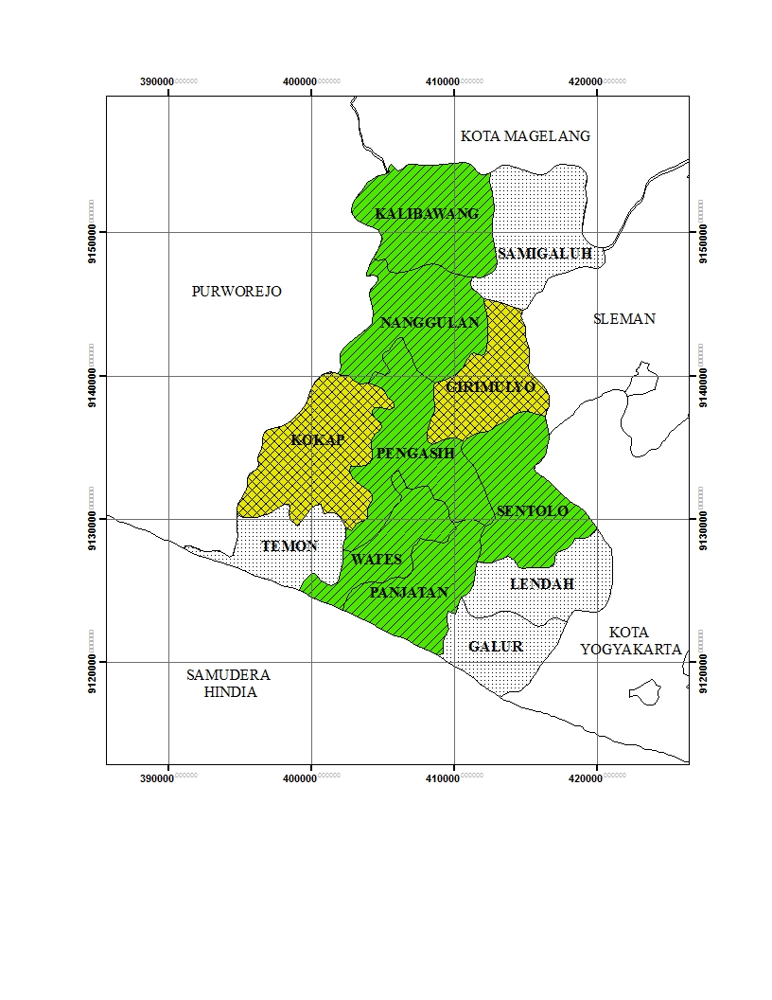 390000 400000 410000 420000
KOTA MAGELANG
KALIBAWANG
9150000 9150000
SAMIGALUH
PURWOREJO
SLEMAN
NANGGULAN
9140000 9140000
GIRIMULYO
KOKAP
PENGASIH
SENTOLO
9130000 9130000
TEMON
WATES
LENDAH
PANJATAN
KOTA
YOGYAKARTA
GALUR
9120000 9120000
SAMUDERA
HINDIA
390000 400000 410000 420000